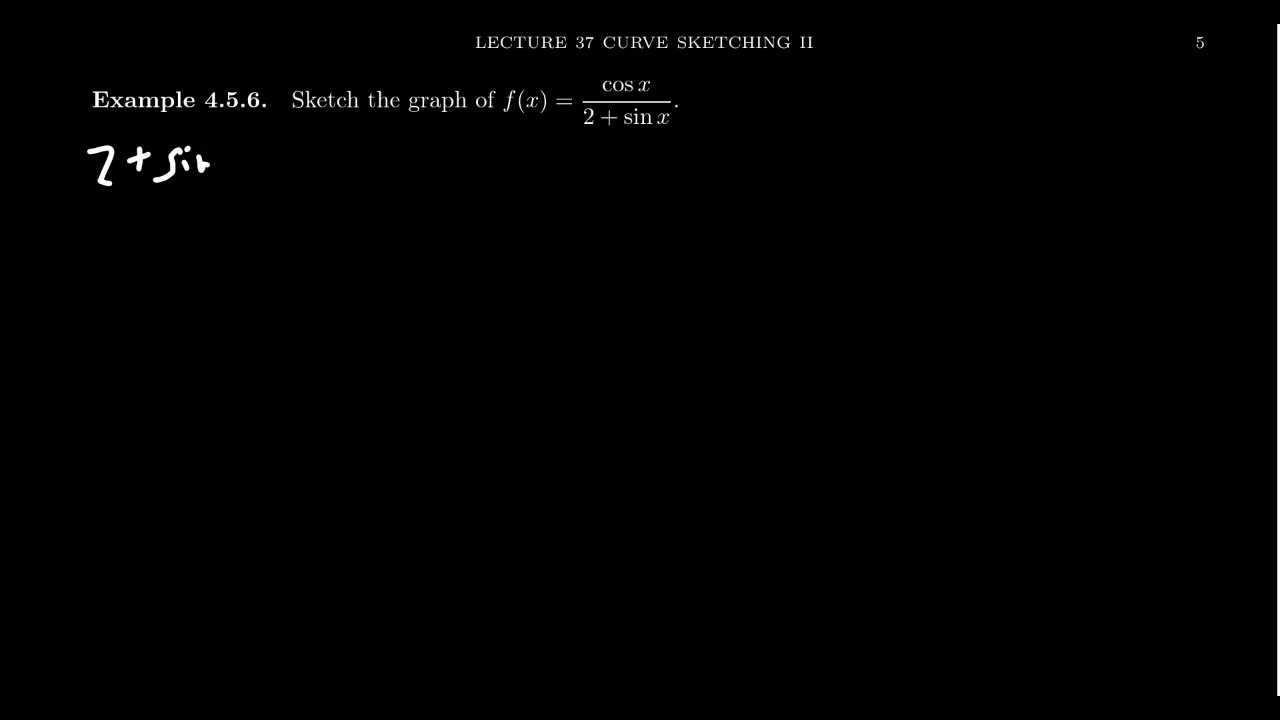 LECTURE 37 CURVE SKETCHING II 5
Example 4.5.6. Sketch the graph of f(x) = cos x / 2 + sin x.
2 + sin